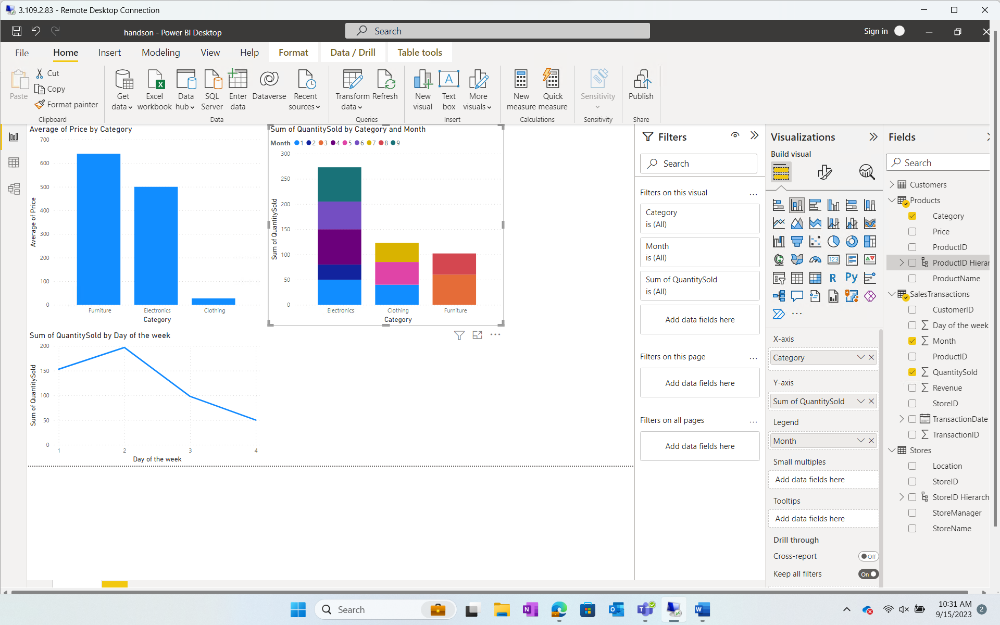 3.109.2.83 - Remote Desktop Connection
handson - Power BI Desktop
Search
Sign in
File Home Insert Modeling View Help Format Data / Drill Table tools
Paste
Cut
Copy
Format painter
Clipboard
Get data
Excel workbook
Data hub
SQL Server
Enter data
Dataverse
Recent sources
Data
Transform data
Refresh
Queries
New visual
Text box
More visuals
Insert
New measure
Quick measure
Calculations
Sensitivity
Sensitivity
Publish
Share
Average of Price by Category
Average of Price
700
600
500
400
300
200
100
0
Furniture Electronics Clothing
Category
Sum of QuantitySold by Category and Month
Month 1 2 3 4 5 6 7 8 9
Sum of QuantitySold
300
250
200
150
100
50
0
Electronics Clothing Furniture
Category
Sum of QuantitySold by Day of the week
Sum of QuantitySold
200
150
100
50
0
1 2 3 4
Day of the week
Filters
Search
Filters on this visual
...
Category
is (All)
Month
is (All)
Sum of QuantitySold
is (All)
Add data fields here
Filters on this page
...
Add data fields here
Filters on all pages
...
Add data fields here
Visualizations
Build visual
123
R
Py
...
X-axis
Category
Y-axis
Sum of QuantitySold
Legend
Month
Small multiples
Add data fields here
Tooltips
Add data fields here
Drill through
Cross-report
Off
Keep all filters
On
Fields
Search
Customers
Products
Category
Price
ProductID
ProductID Hierar
ProductName
SalesTransactions
CustomerID
Day of the week
Month
ProductID
QuantitySold
Revenue
StoreID
TransactionDate
TransactionID
Stores
Location
StoreID
StoreID Hierarch
StoreManager
StoreName
Search
10:31 AM
9/15/2023
2